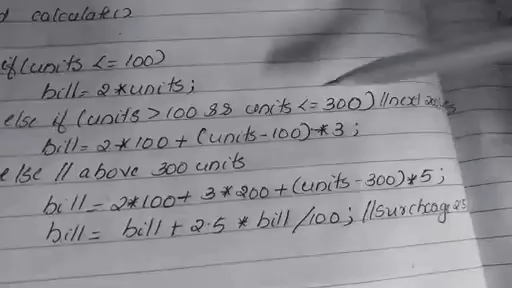 calculate()
if(units <= 100)
bill = 2*units;
else if (units > 100 && units <= 300) //next
bill = 2*100 + (units-100)*3;
else // above 300 units
bill = 2*100 + 3*200 + (units-300)*5;
bill = bill + 2.5 * bill /100; //Surcharge